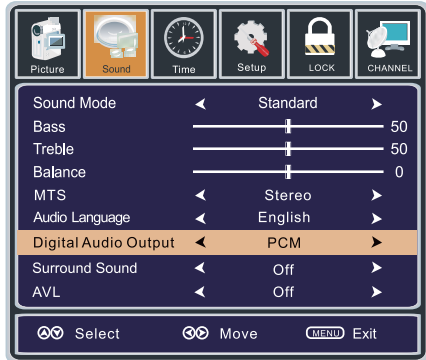 Picture Sound Time Setup LOCK CHANNEL
Sound Mode Standard
Bass 50
Treble 50
Balance 0
MTS Stereo
Audio Language English
Digital Audio Output PCM
Surround Sound Off
AVL Off
Select Move MENU Exit